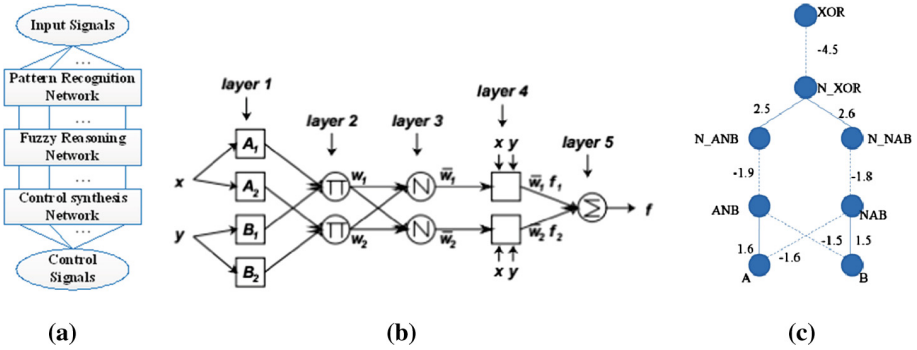 Input Signals
...
Pattern Recognition
Network
...
Fuzzy Reasoning
Network
...
Control synthesis
Network
...
Control
Signals
(a)
layer 1
layer 2
layer 3
layer 4
layer 5
x
y
A1
A2
B1
B2
Π
Π
w1
w2
N
N
w̅1
w̅2
x y
x y
w̅1 f1
w̅2 f2
Σ
f
(b)
XOR
-4.5
N_XOR
2.5
2.6
N_ANB
N_NAB
-1.9
-1.8
ANB
NAB
1.6
-1.6
-1.5
1.5
A
B
(c)